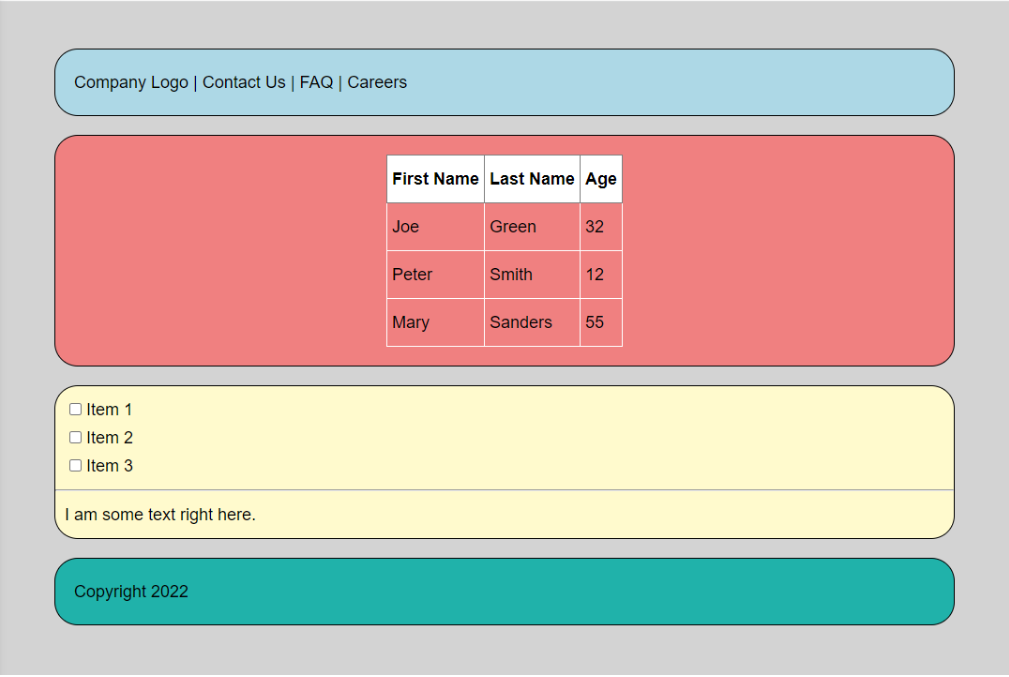 Company Logo | Contact Us | FAQ | Careers
First Name Last Name Age
Joe Green 32
Peter Smith 12
Mary Sanders 55
Item 1
Item 2
Item 3
I am some text right here.
Copyright 2022